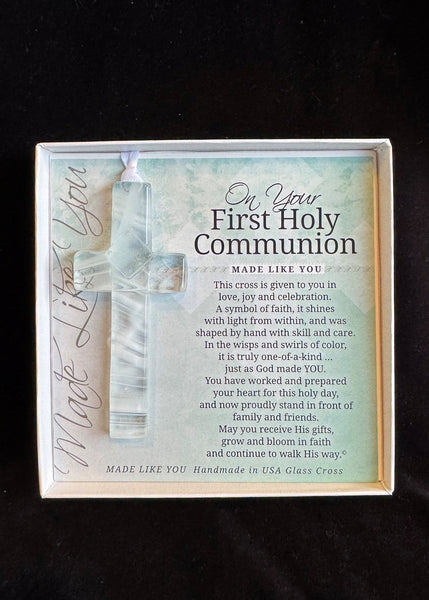 Made Like You
On Your
First Holy
Communion
MADE LIKE YOU
This cross is given to you in
love, joy and celebration.
A symbol of faith, it shines
with light from within, and was
shaped by hand with skill and care.
In the wisps and swirls of color,
it is truly one-of-a-kind ...
just as God made YOU.
You have worked and prepared
your heart for this holy day,
and now proudly stand in front of
family and friends.
May you receive His gifts,
grow and bloom in faith
and continue to walk His way.©
MADE LIKE YOU Handmade in USA Glass Cross